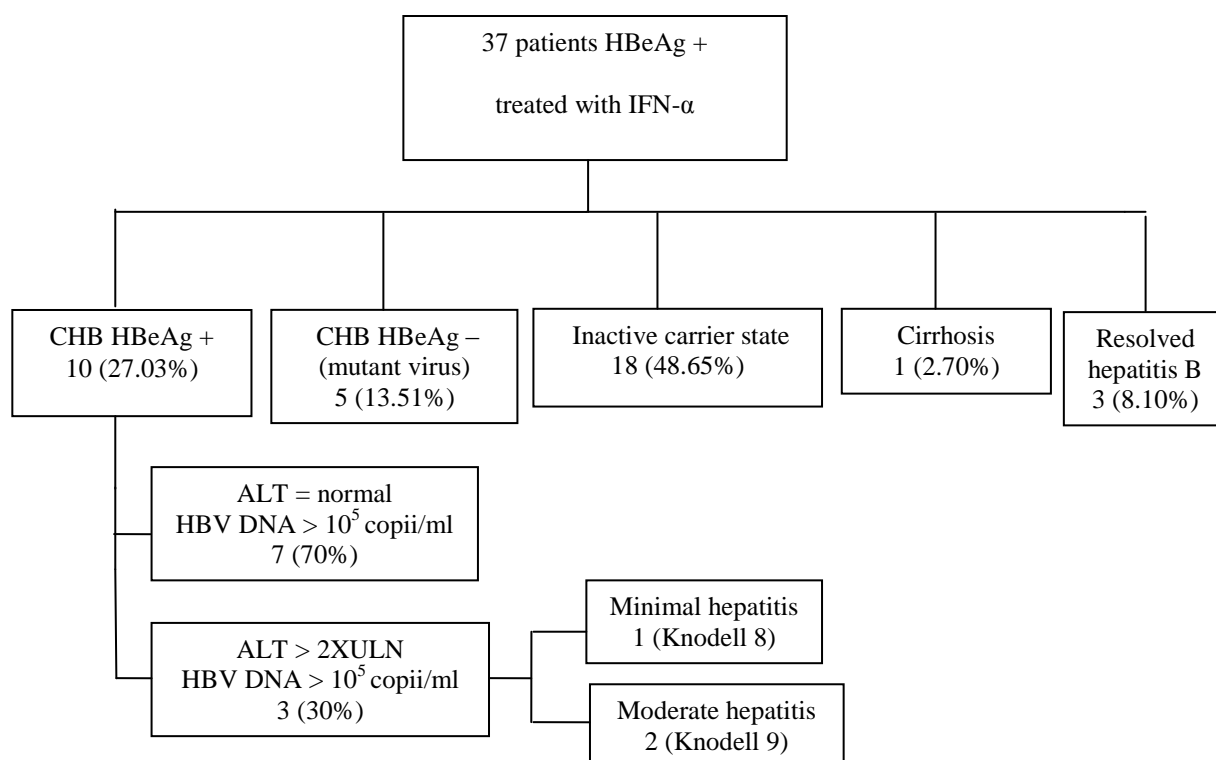 37 patients HBeAg +
treated with IFN-α
CHB HBeAg +
10 (27.03%)
CHB HBeAg –
(mutant virus)
5 (13.51%)
Inactive carrier state
18 (48.65%)
Cirrhosis
1 (2.70%)
Resolved
hepatitis B
3 (8.10%)
ALT = normal
HBV DNA > 10⁵ copii/ml
7 (70%)
ALT > 2XULN
HBV DNA > 10⁵ copii/ml
3 (30%)
Minimal hepatitis
1 (Knodell 8)
Moderate hepatitis
2 (Knodell 9)